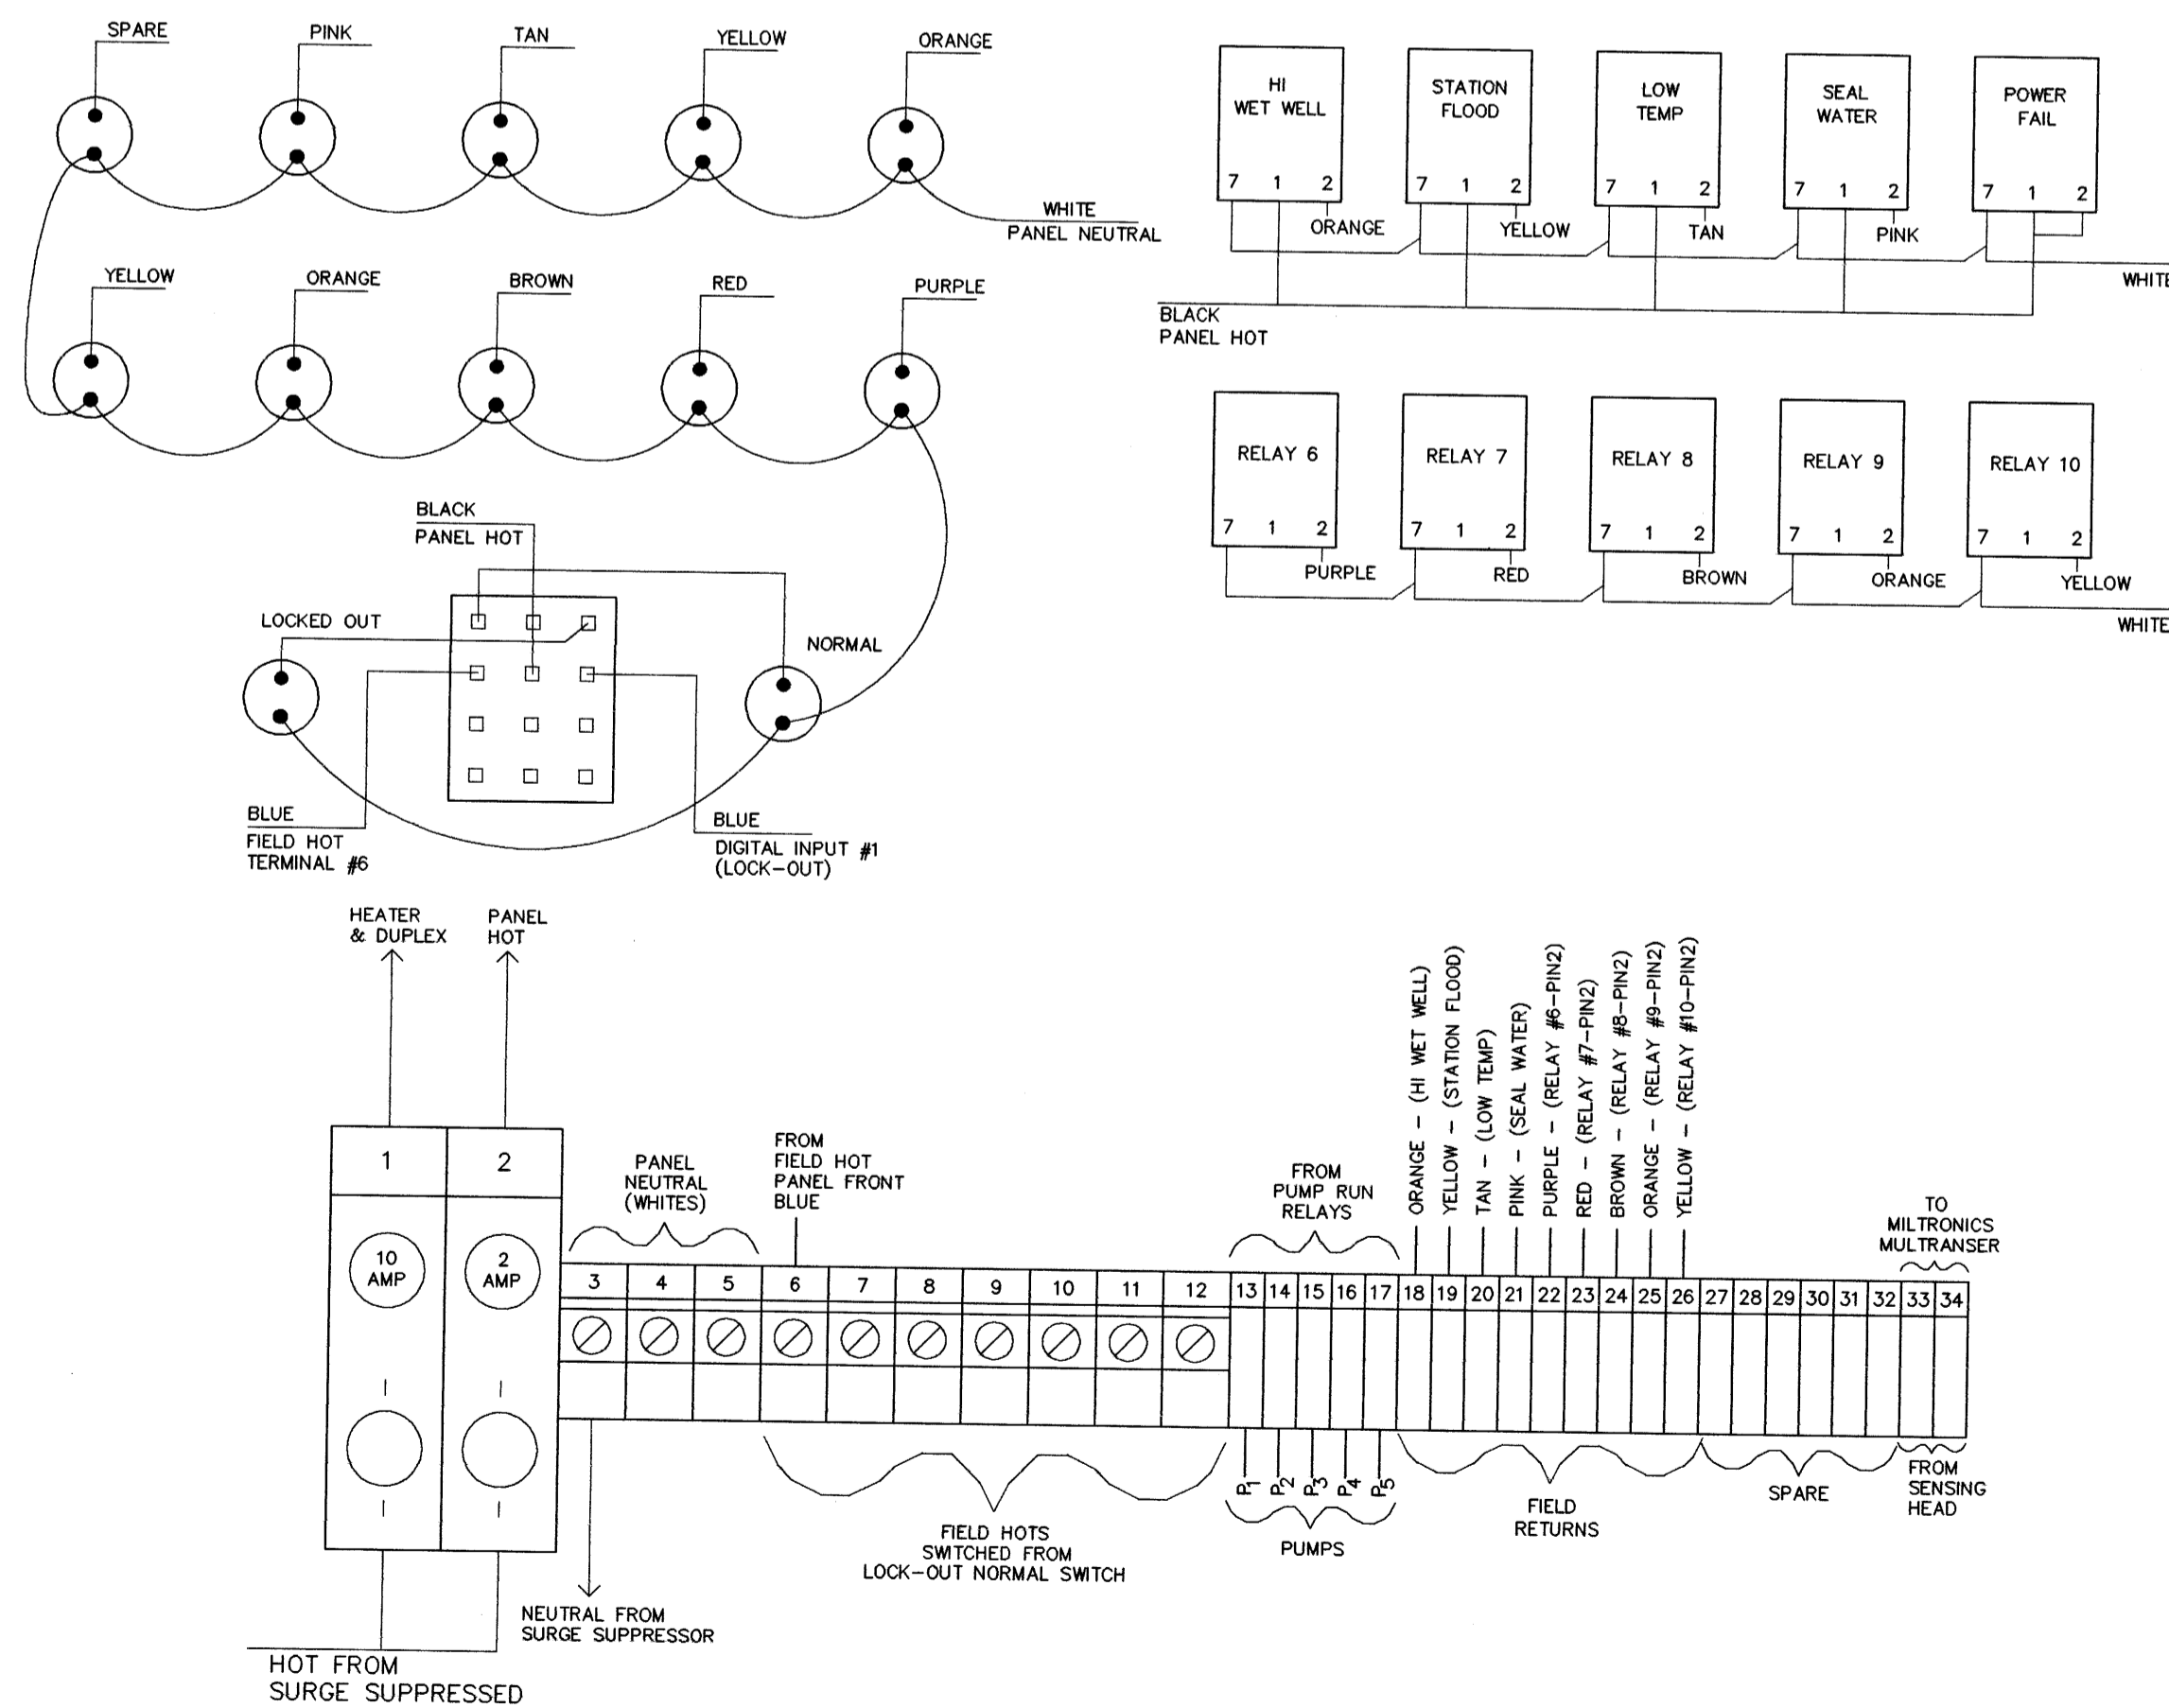 SPARE
PINK
TAN
YELLOW
ORANGE
WHITE
PANEL NEUTRAL
YELLOW
ORANGE
BROWN
RED
PURPLE
BLACK
PANEL HOT
LOCKED OUT
NORMAL
BLUE
FIELD HOT
TERMINAL #6
BLUE
DIGITAL INPUT #1
(LOCK-OUT)
HI
WET WELL
7 1 2
ORANGE
STATION
FLOOD
7 1 2
YELLOW
LOW
TEMP
7 1 2
TAN
SEAL
WATER
7 1 2
PINK
POWER
FAIL
7 1 2
WHITE
BLACK
PANEL HOT
RELAY 6
7 1 2
PURPLE
RELAY 7
7 1 2
RED
RELAY 8
7 1 2
BROWN
RELAY 9
7 1 2
ORANGE
RELAY 10
7 1 2
YELLOW
WHITE
HEATER
& DUPLEX
PANEL
HOT
1
2
10
AMP
2
AMP
PANEL
NEUTRAL
(WHITES)
FROM
FIELD HOT
PANEL FRONT
BLUE
FROM
PUMP RUN
RELAYS
ORANGE - (HI WET WELL)
YELLOW - (STATION FLOOD)
TAN - (LOW TEMP)
PINK - (SEAL WATER)
PURPLE - (RELAY #6-PIN2)
RED - (RELAY #7-PIN2)
BROWN - (RELAY #8-PIN2)
ORANGE - (RELAY #9-PIN2)
YELLOW - (RELAY #10-PIN2)
TO
MILTRONICS
MULTRANSER
3 4 5 6 7 8 9 10 11 12 13 14 15 16 17 18 19 20 21 22 23 24 25 26 27 28 29 30 31 32 33 34
P1
P2
P3
P4
P5
PUMPS
FIELD HOTS
SWITCHED FROM
LOCK-OUT NORMAL SWITCH
FIELD
RETURNS
SPARE
FROM
SENSING
HEAD
NEUTRAL FROM
SURGE SUPPRESSOR
HOT FROM
SURGE SUPPRESSED